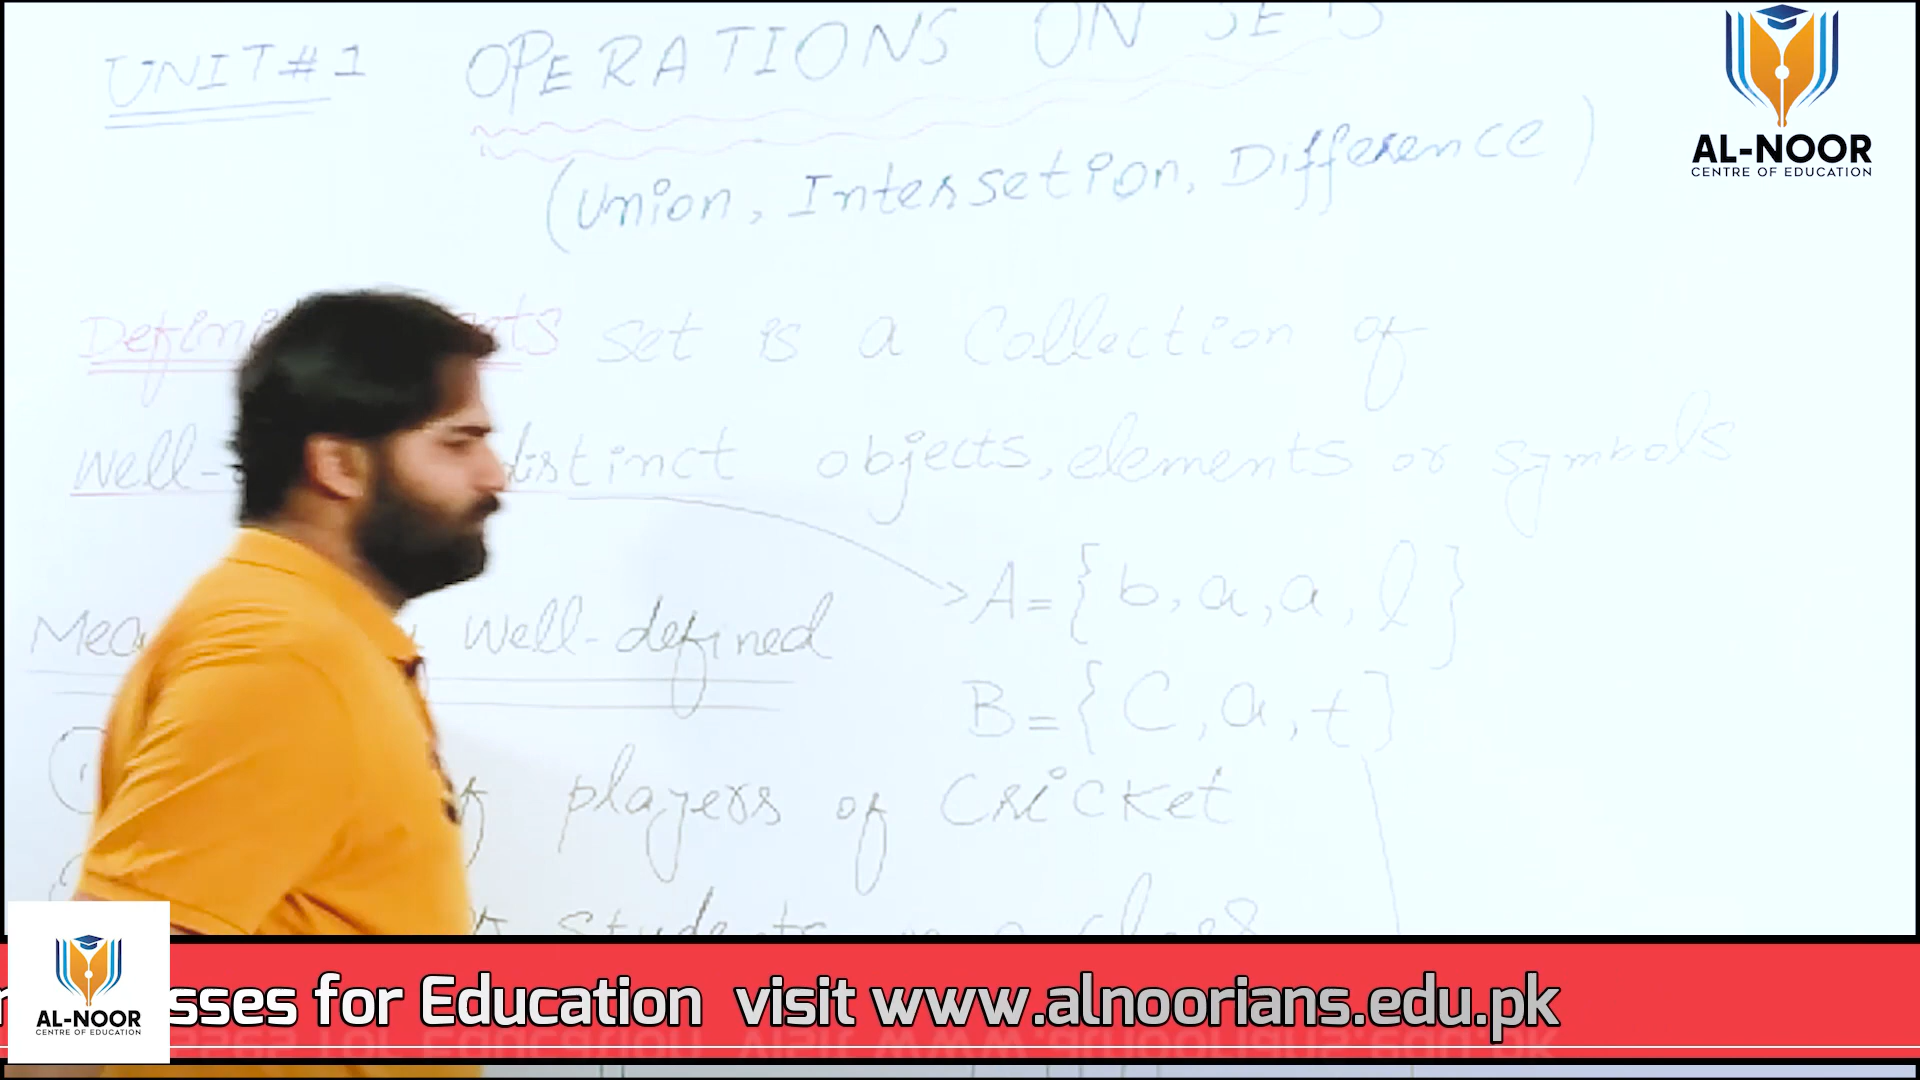 UNIT#1 OPERATIONS ON SETS
(Union, Intersetion, Difference)
set is a Collection of
well- distinct objects, elements or symbols
A={b,a,a,l}
well-defined
B={C,a,t}
players of Cricket
students
AL-NOOR
CENTRE OF EDUCATION
sses for Education visit www.alnoorians.edu.pk
AL-NOOR
CENTRE OF EDUCATION